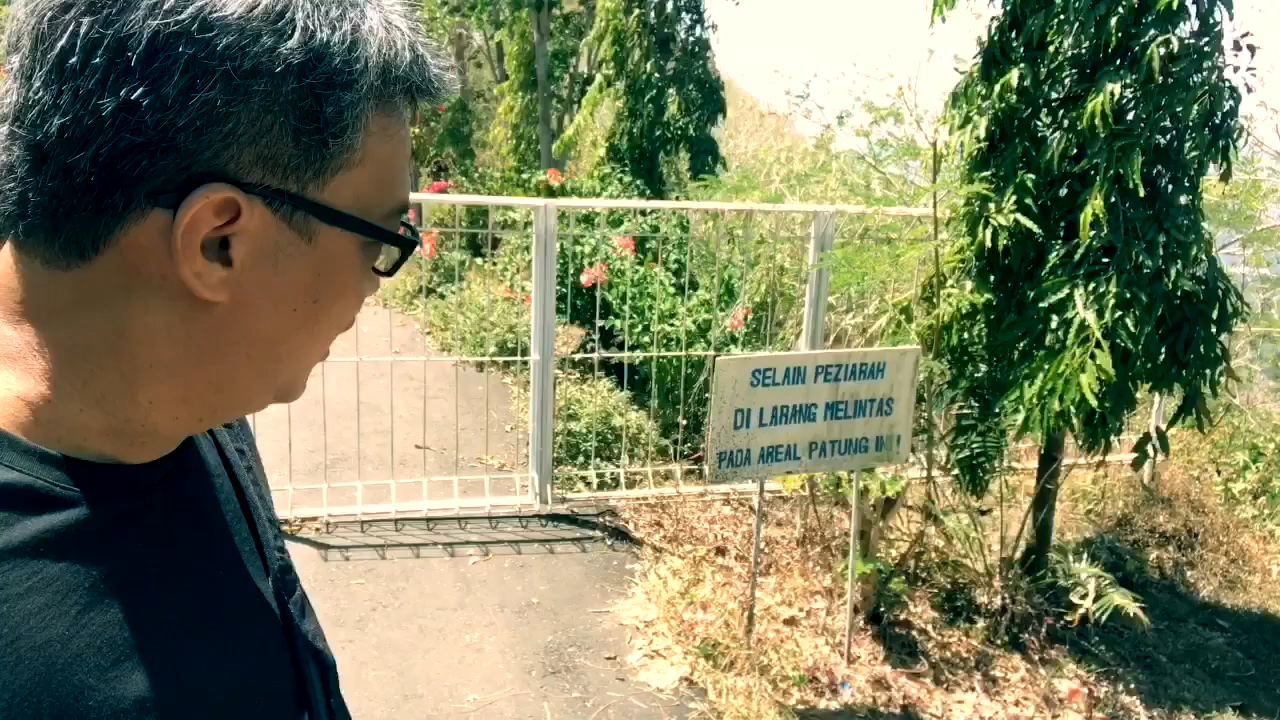 SELAIN PEZIARAH
DI LARANG MELINTAS
PADA AREAL PATUNG INI !